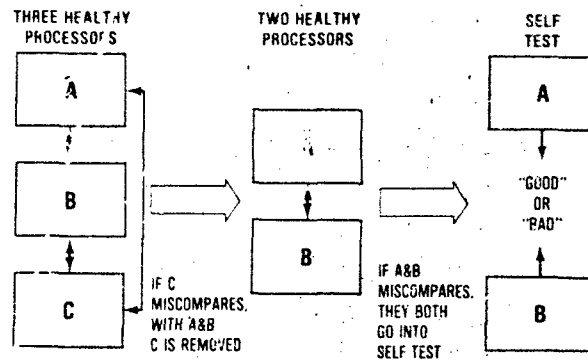 THREE HEALTHY
PROCESSORS
A
B
C
IF C
MISCOMPARES,
WITH A&B
C IS REMOVED
TWO HEALTHY
PROCESSORS
B
IF A&B
MISCOMPARES,
THEY BOTH
GO INTO
SELF TEST
SELF
TEST
A
"GOOD"
OR
"BAD"
B